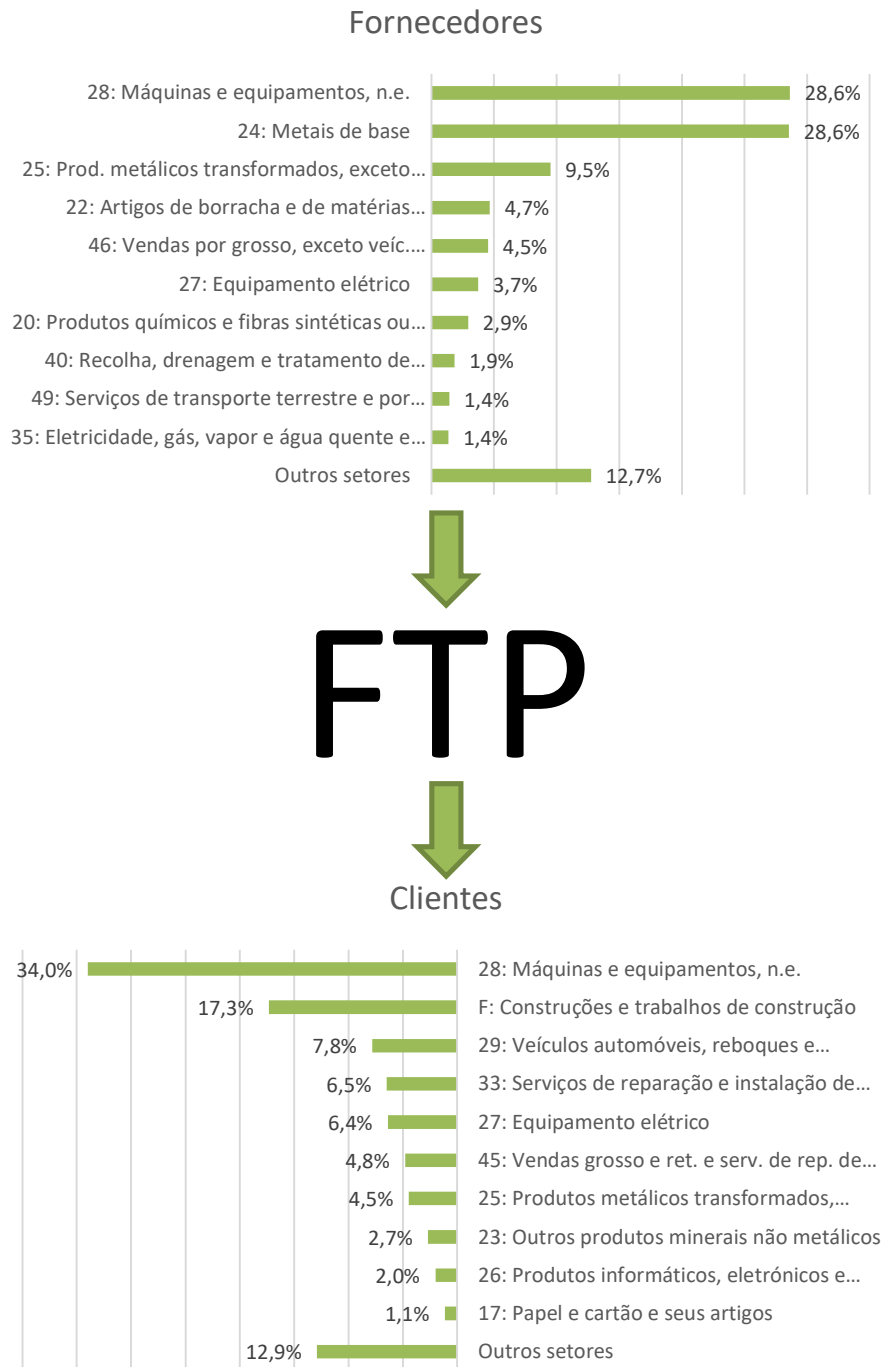 Fornecedores
28: Máquinas e equipamentos, n.e. 28,6%
24: Metais de base 28,6%
25: Prod. metálicos transformados, exceto... 9,5%
22: Artigos de borracha e de matérias... 4,7%
46: Vendas por grosso, exceto veíc.... 4,5%
27: Equipamento elétrico 3,7%
20: Produtos químicos e fibras sintéticas ou... 2,9%
40: Recolha, drenagem e tratamento de... 1,9%
49: Serviços de transporte terrestre e por... 1,4%
35: Eletricidade, gás, vapor e água quente e... 1,4%
Outros setores 12,7%
FTP
Clientes
34,0% 28: Máquinas e equipamentos, n.e.
17,3% F: Construções e trabalhos de construção
7,8% 29: Veículos automóveis, reboques e...
6,5% 33: Serviços de reparação e instalação de...
6,4% 27: Equipamento elétrico
4,8% 45: Vendas grosso e ret. e serv. de rep. de...
4,5% 25: Produtos metálicos transformados,...
2,7% 23: Outros produtos minerais não metálicos
2,0% 26: Produtos informáticos, eletrónicos e...
1,1% 17: Papel e cartão e seus artigos
12,9% Outros setores